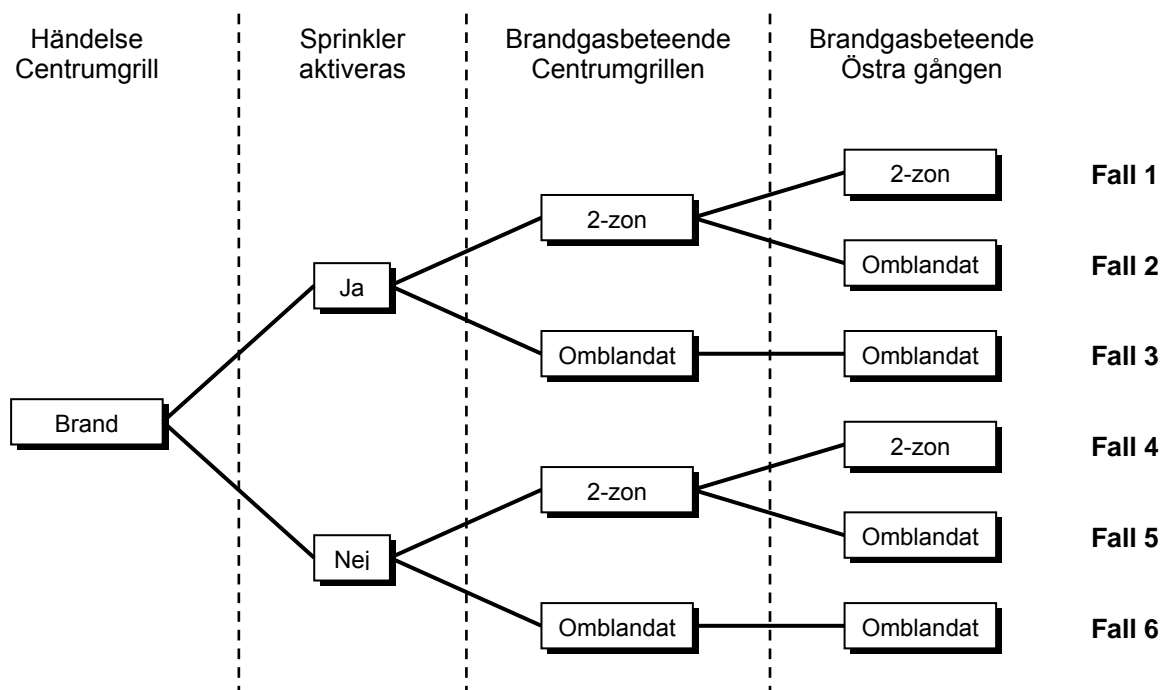 Händelse
Centrumgrill
Sprinkler
aktiveras
Brandgasbeteende
Centrumgrillen
Brandgasbeteende
Östra gången
2-zon
Fall 1
2-zon
Omblandat
Fall 2
Ja
Omblandat
Omblandat
Fall 3
Brand
2-zon
Fall 4
2-zon
Omblandat
Fall 5
Nej
Omblandat
Omblandat
Fall 6